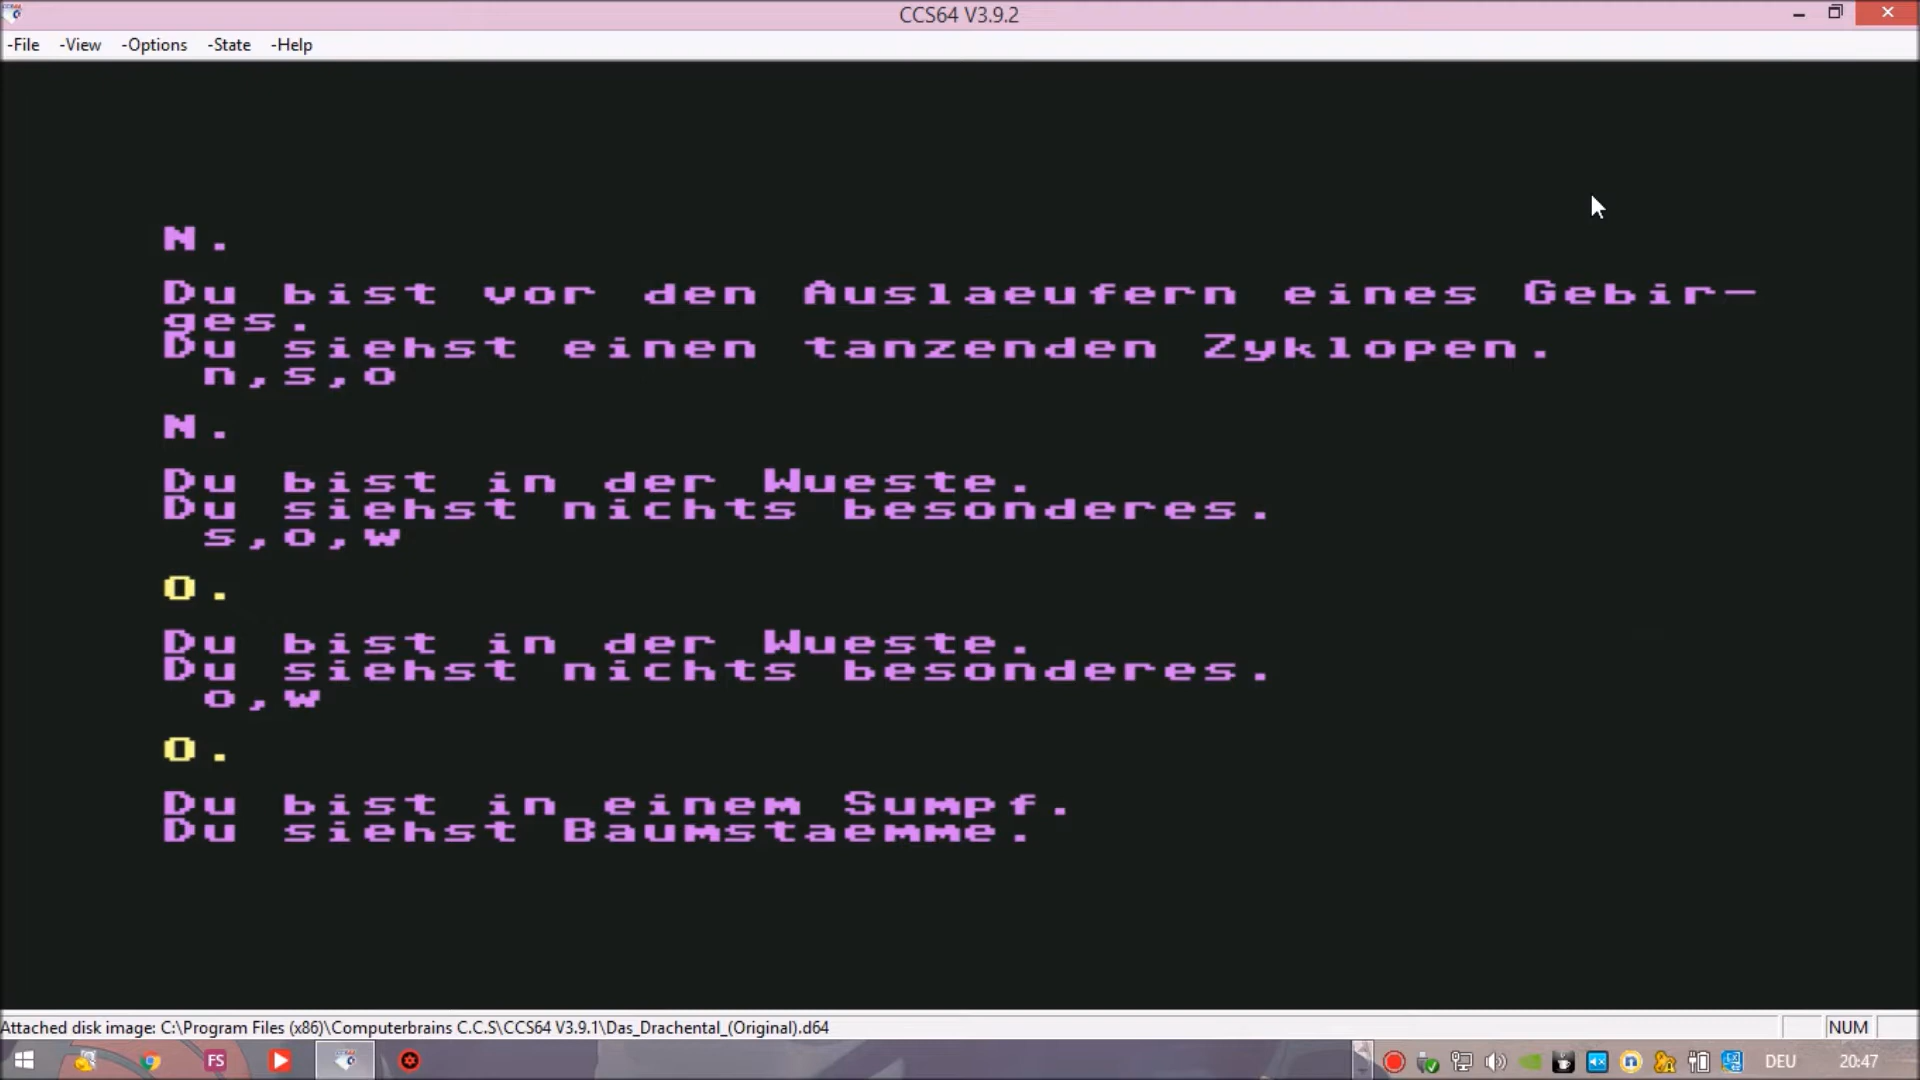 CCS64 V3.9.2
-File -View -Options -State -Help
N.
Du bist vor den Auslaeufern eines Gebir-
ges.
Du siehst einen tanzenden Zyklopen.
n,s,o
N.
Du bist in der Wueste.
Du siehst nichts besonderes.
s,o,w
O.
Du bist in der Wueste.
Du siehst nichts besonderes.
o,w
O.
Du bist in einem Sumpf.
Du siehst Baumstaemme.
Attached disk image: C:\Program Files (x86)\Computerbrains C.C.S\CCS64 V3.9.1\Das_Drachental_(Original).d64
NUM
FS
DEU
20:47